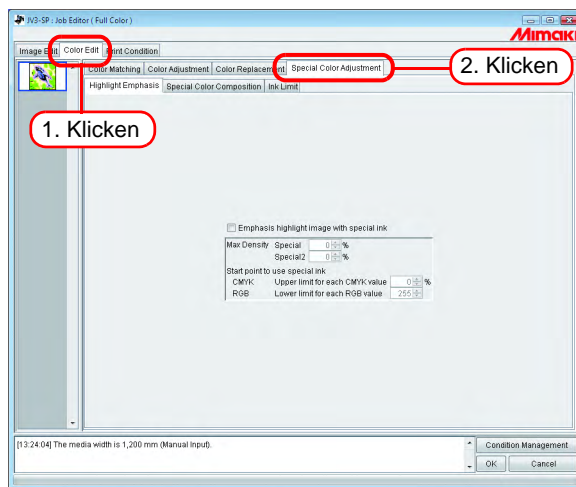 JV3-SP : Job Editor ( Full Color )
Mimaki
Image Edit Color Edit Print Condition
Color Matching Color Adjustment Color Replacement Special Color Adjustment
2. Klicken
Highlight Emphasis Special Color Composition Ink Limit
1. Klicken
Emphasis highlight image with special ink
Max Density Special 0 %
Special2 0 %
Start point to use special ink
CMYK Upper limit for each CMYK value 0 %
RGB Lower limit for each RGB value 255
[13:24:04] The media width is 1,200 mm (Manual Input).
Condition Management
OK Cancel